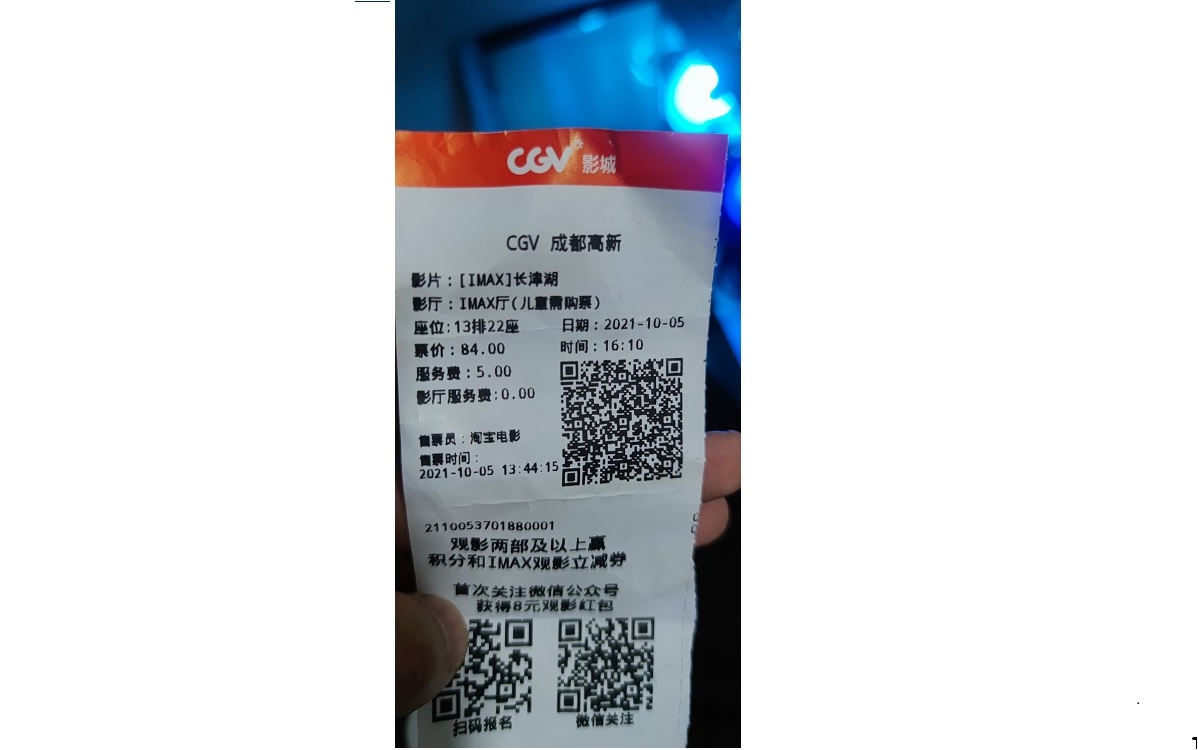 CGV 影城
CGV 成都高新
影片：[IMAX]长津湖
影厅：IMAX厅(儿童需购票)
座位:13排22座 日期：2021-10-05
票价：84.00 时间：16:10
服务费：5.00
影厅服务费:0.00
售票员：淘宝电影
售票时间：
2021-10-05 13:44:15
2110053701880001
观影两部及以上赢
积分和IMAX观影立减券
首次关注微信公众号
获得8元观影红包
扫码报名 微信关注